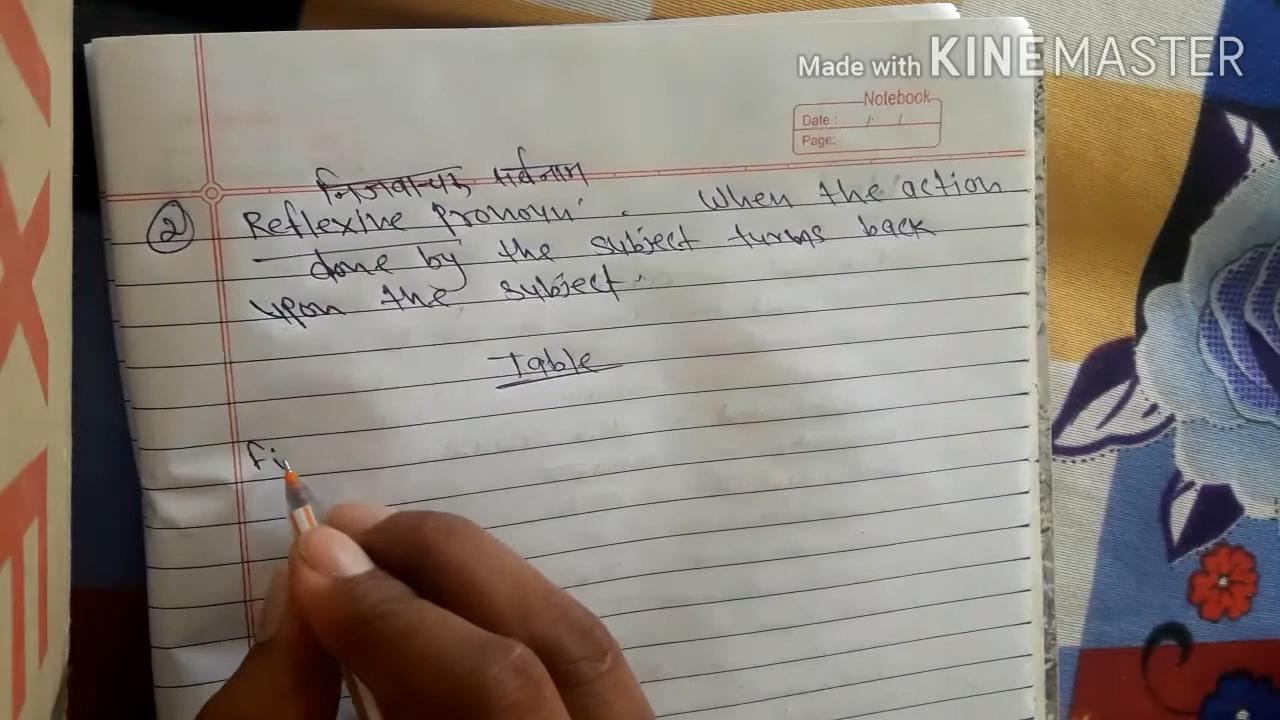 Made with KINEMASTER
Notebook
Date : / /
Page:
निजवाचक सर्वनाम
② Reflexive pronoun . When the action
done by the subject turns back
upon the subject.
Table
Fi